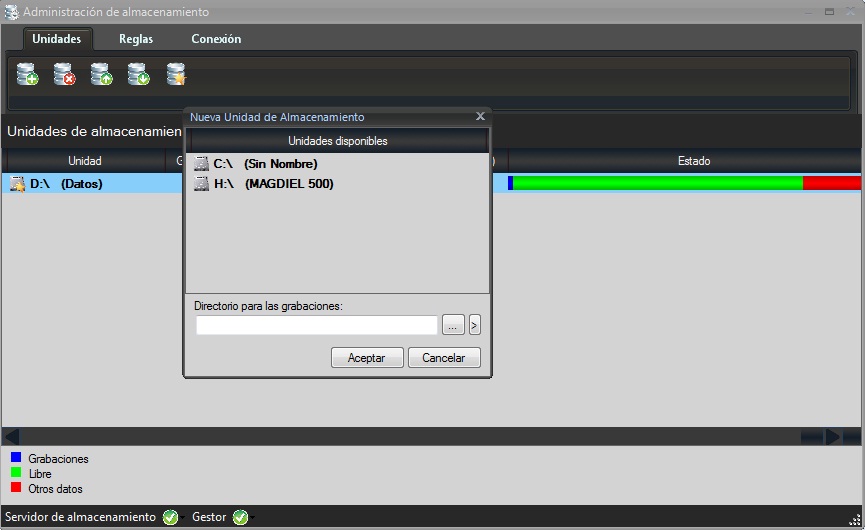 Administración de almacenamiento
Unidades Reglas Conexión
Nueva Unidad de Almacenamiento X
Unidades de almacenamien
Unidades disponibles
Unidad G ) Estado
C:\ (Sin Nombre)
D:\ (Datos)
H:\ (MAGDIEL 500)
Directorio para las grabaciones:
... >
Aceptar Cancelar
Grabaciones
Libre
Otros datos
Servidor de almacenamiento Gestor